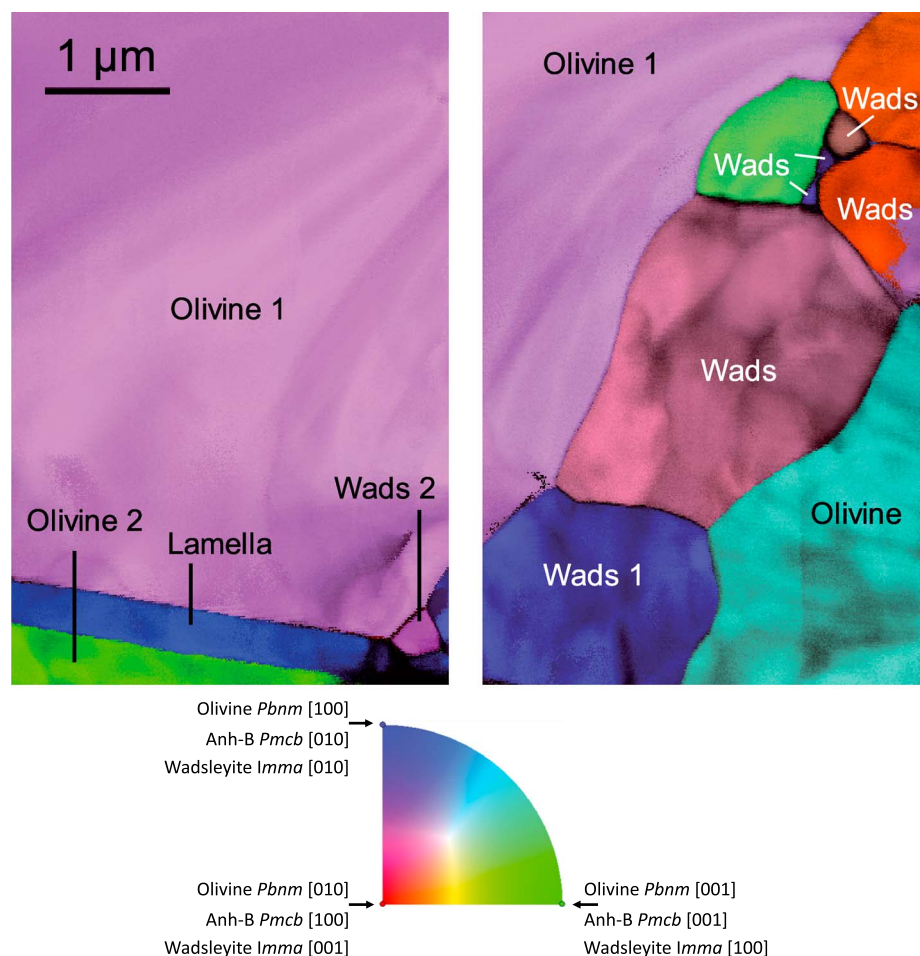 1 µm
Olivine 1
Olivine 2
Lamella
Wads 2
Olivine 1
Wads
Wads
Wads
Wads
Olivine
Wads 1
Olivine Pbnm [100]
Anh-B Pmcb [010]
Wadsleyite Imma [010]
Olivine Pbnm [010]
Anh-B Pmcb [100]
Wadsleyite Imma [001]
Olivine Pbnm [001]
Anh-B Pmcb [001]
Wadsleyite Imma [100]